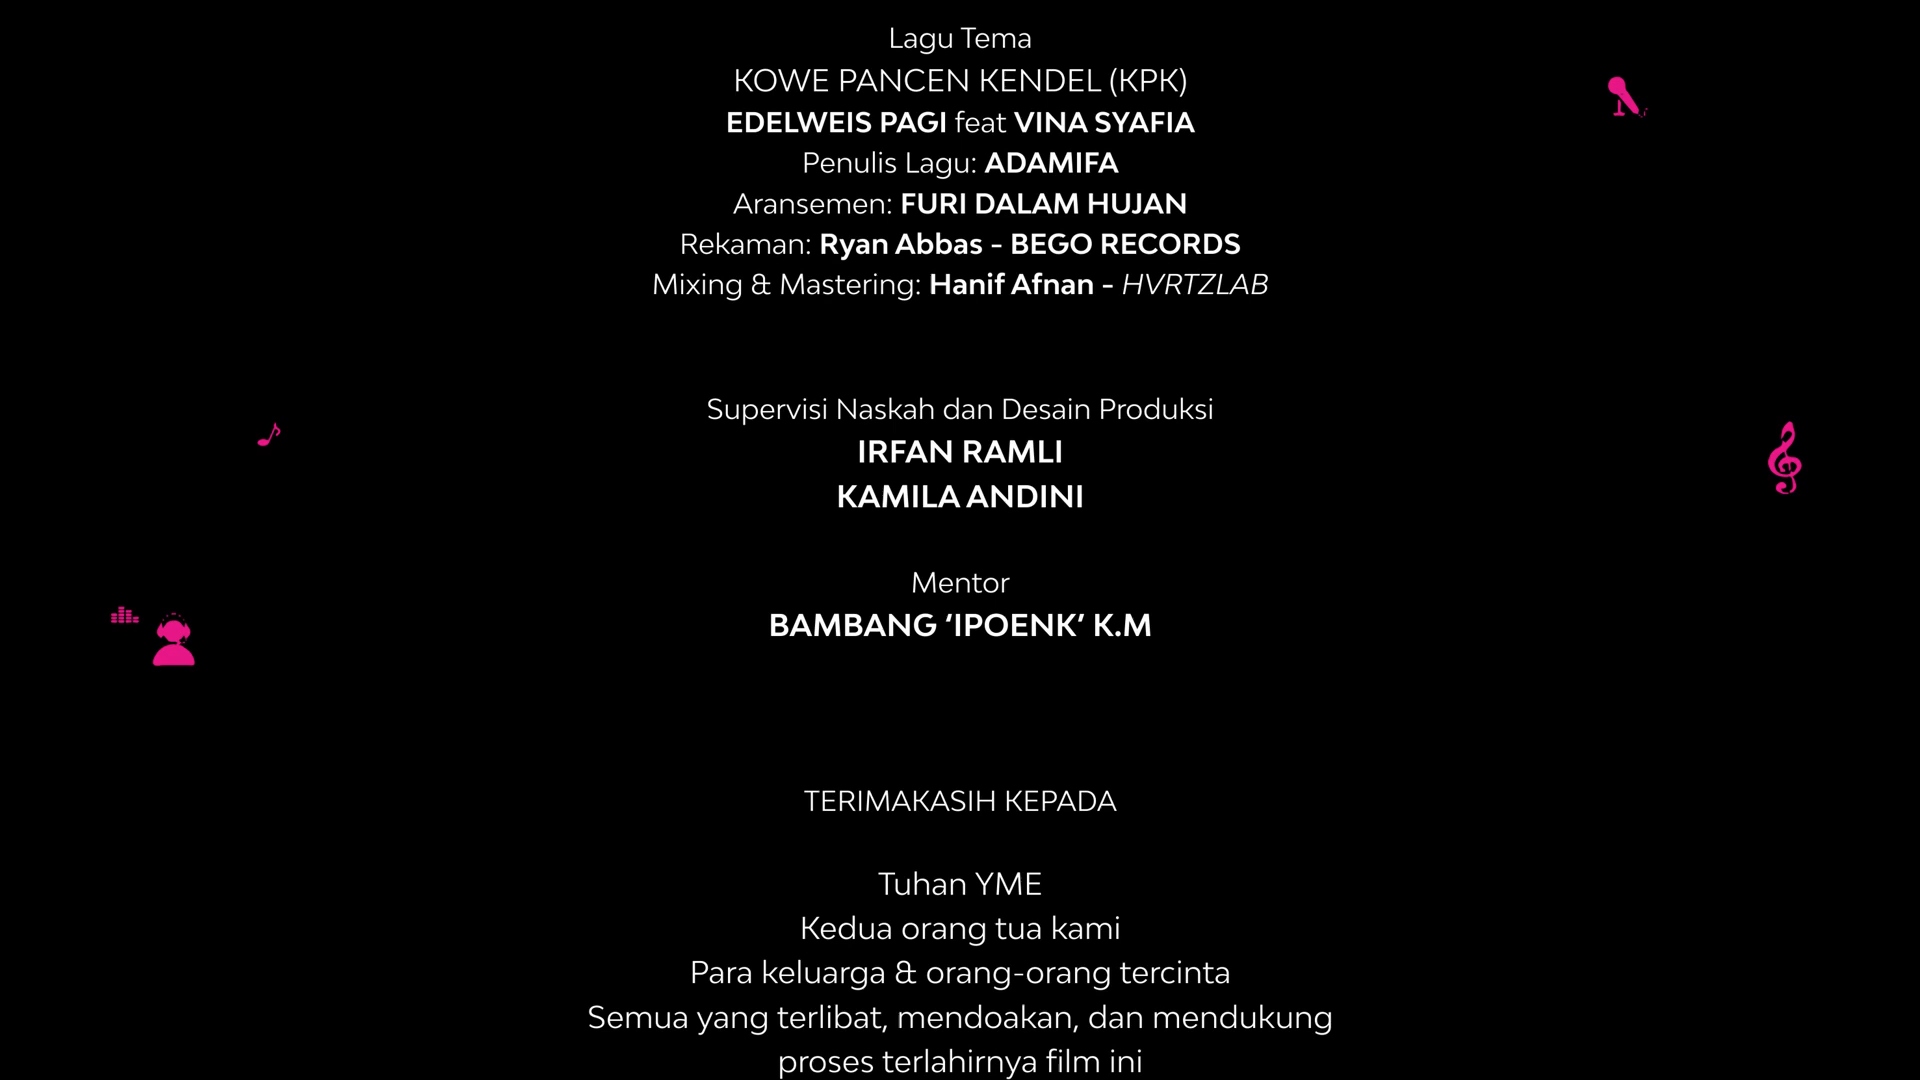 Lagu Tema
KOWE PANCEN KENDEL (KPK)
EDELWEIS PAGI feat VINA SYAFIA
Penulis Lagu: ADAMIFA
Aransemen: FURI DALAM HUJAN
Rekaman: Ryan Abbas - BEGO RECORDS
Mixing & Mastering: Hanif Afnan - HVRTZLAB
Supervisi Naskah dan Desain Produksi
IRFAN RAMLI
KAMILA ANDINI
Mentor
BAMBANG ‘IPOENK’ K.M
TERIMAKASIH KEPADA
Tuhan YME
Kedua orang tua kami
Para keluarga & orang-orang tercinta
Semua yang terlibat, mendoakan, dan mendukung
proses terlahirnya film ini